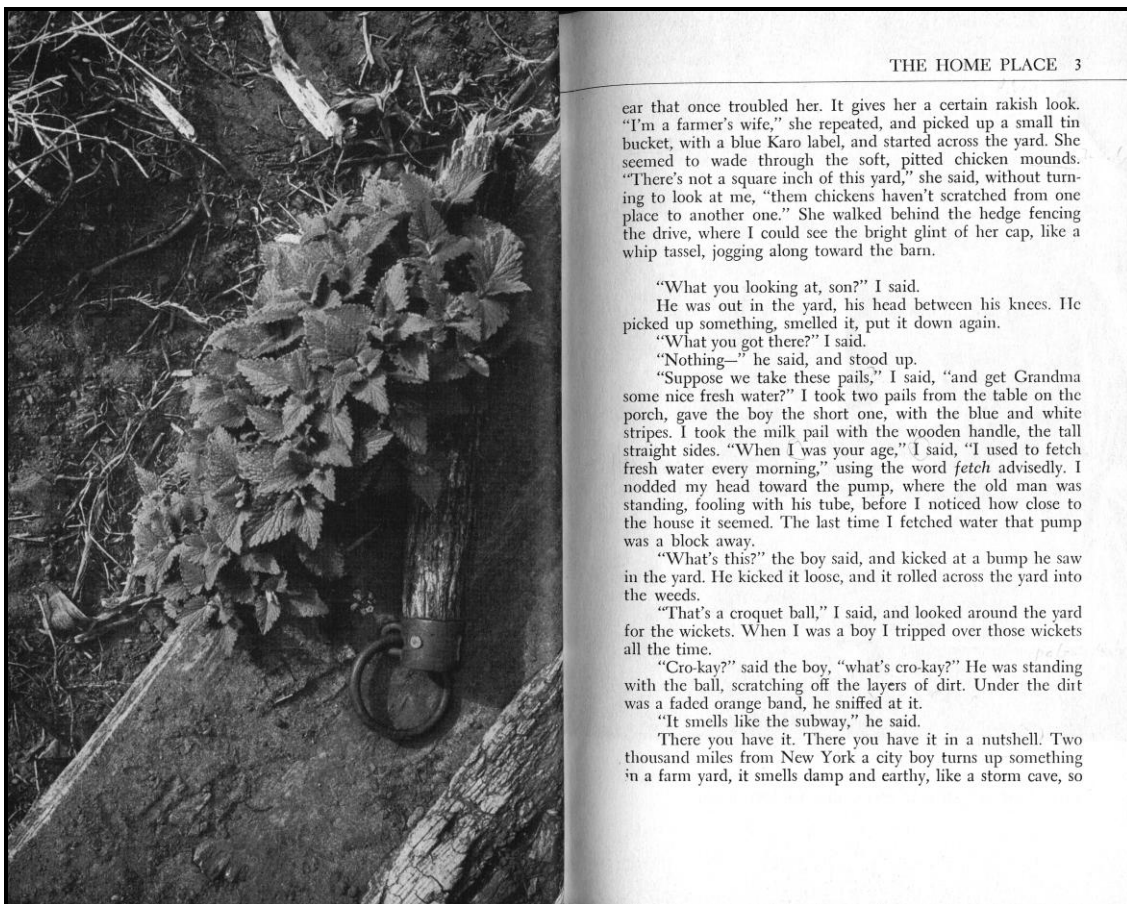 THE HOME PLACE 3
ear that once troubled her. It gives her a certain rakish look.
“I’m a farmer’s wife,” she repeated, and picked up a small tin
bucket, with a blue Karo label, and started across the yard. She
seemed to wade through the soft, pitted chicken mounds.
“There’s not a square inch of this yard,” she said, without turn-
ing to look at me, “them chickens haven’t scratched from one
place to another one.” She walked behind the hedge fencing
the drive, where I could see the bright glint of her cap, like a
whip tassel, jogging along toward the barn.
“What you looking at, son?” I said.
He was out in the yard, his head between his knees. He
picked up something, smelled it, put it down again.
“What you got there?” I said.
“Nothing—” he said, and stood up.
“Suppose we take these pails,” I said, “and get Grandma
some nice fresh water?” I took two pails from the table on the
porch, gave the boy the short one, with the blue and white
stripes. I took the milk pail with the wooden handle, the tall
straight sides. “When I was your age,” I said, “I used to fetch
fresh water every morning,” using the word fetch advisedly. I
nodded my head toward the pump, where the old man was
standing, fooling with his tube, before I noticed how close to
the house it seemed. The last time I fetched water that pump
was a block away.
“What’s this?” the boy said, and kicked at a bump he saw
in the yard. He kicked it loose, and it rolled across the yard into
the weeds.
“That’s a croquet ball,” I said, and looked around the yard
for the wickets. When I was a boy I tripped over those wickets
all the time.
“Cro-kay?” said the boy, “what’s cro-kay?” He was standing
with the ball, scratching off the layers of dirt. Under the dirt
was a faded orange band, he sniffed at it.
“It smells like the subway,” he said.
There you have it. There you have it in a nutshell. Two
thousand miles from New York a city boy turns up something
in a farm yard, it smells damp and earthy, like a storm cave, so